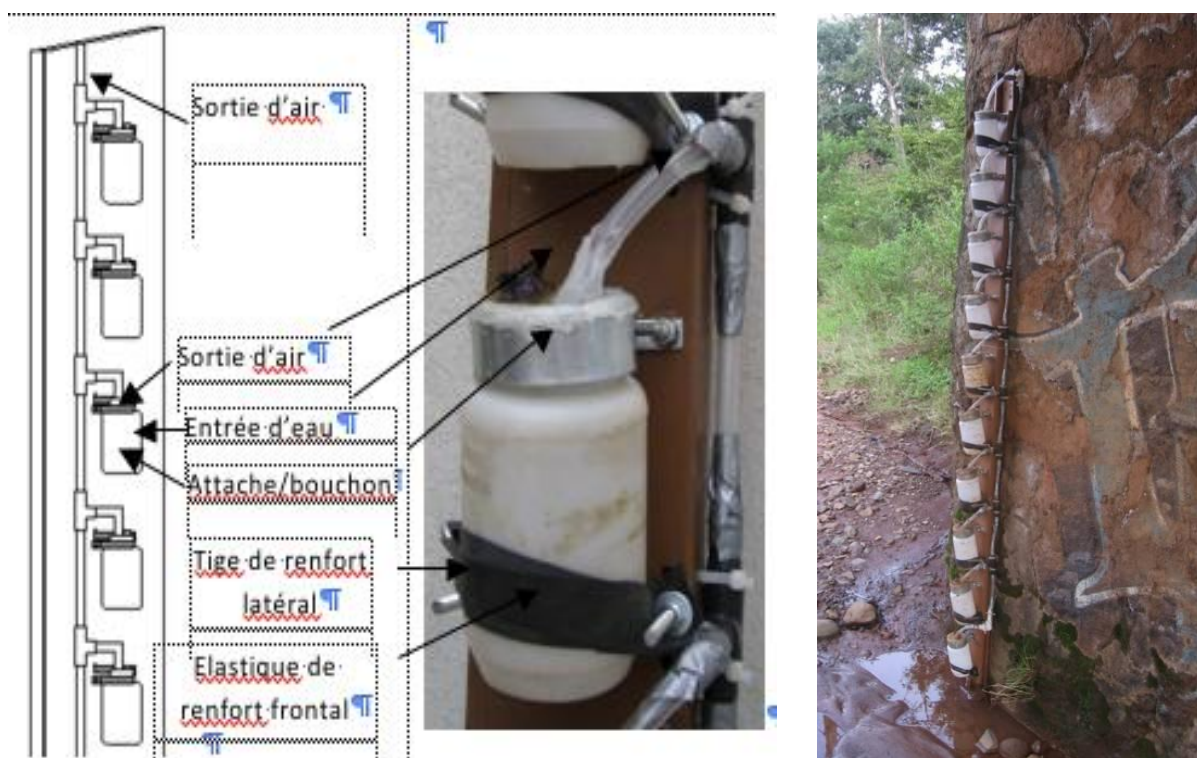 Sortie d'air
Sortie d'air
Entrée d'eau
Attache/bouchon
Tige de renfort
latéral
Elastique de
renfort frontal